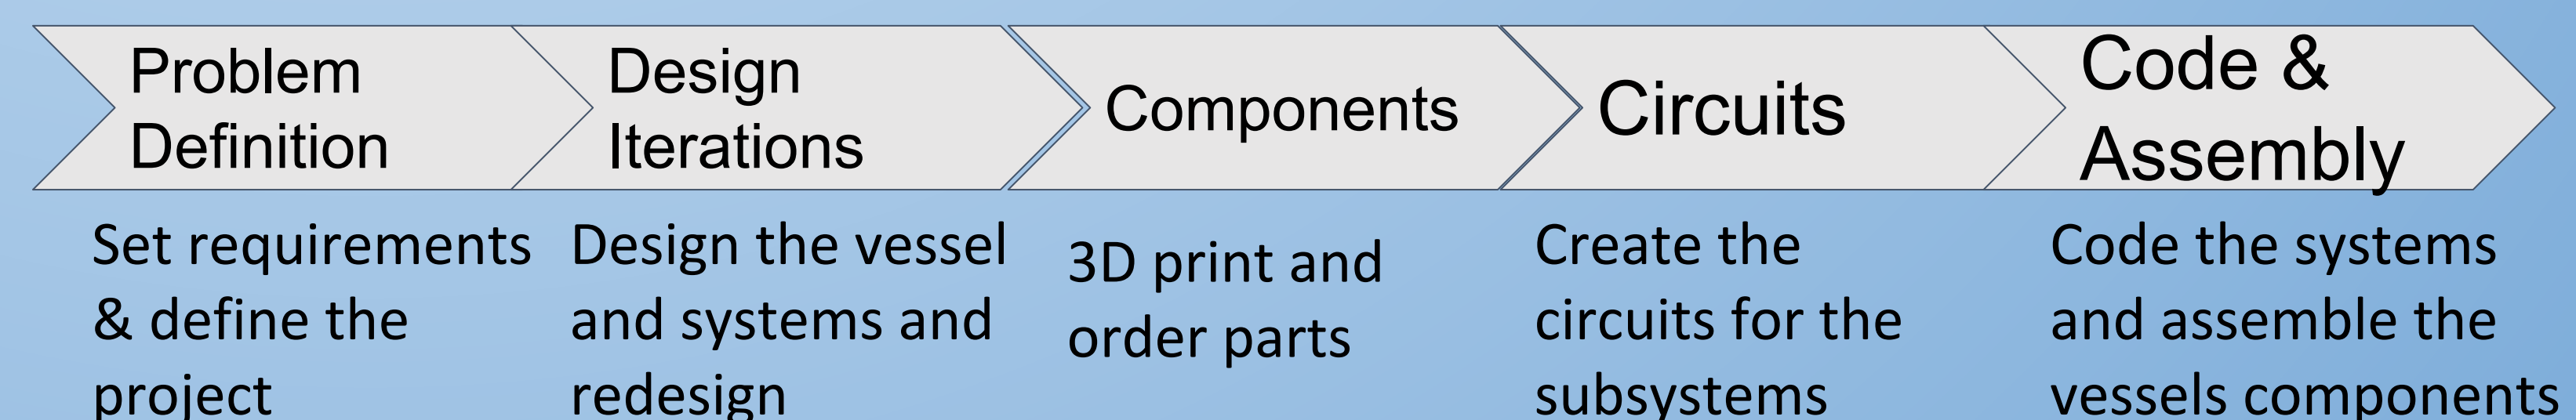 Problem
Definition
Design
Iterations
Components
Circuits
Code &
Assembly
Set requirements
& define the
project
Design the vessel
and systems and
redesign
3D print and
order parts
Create the
circuits for the
subsystems
Code the systems
and assemble the
vessels components